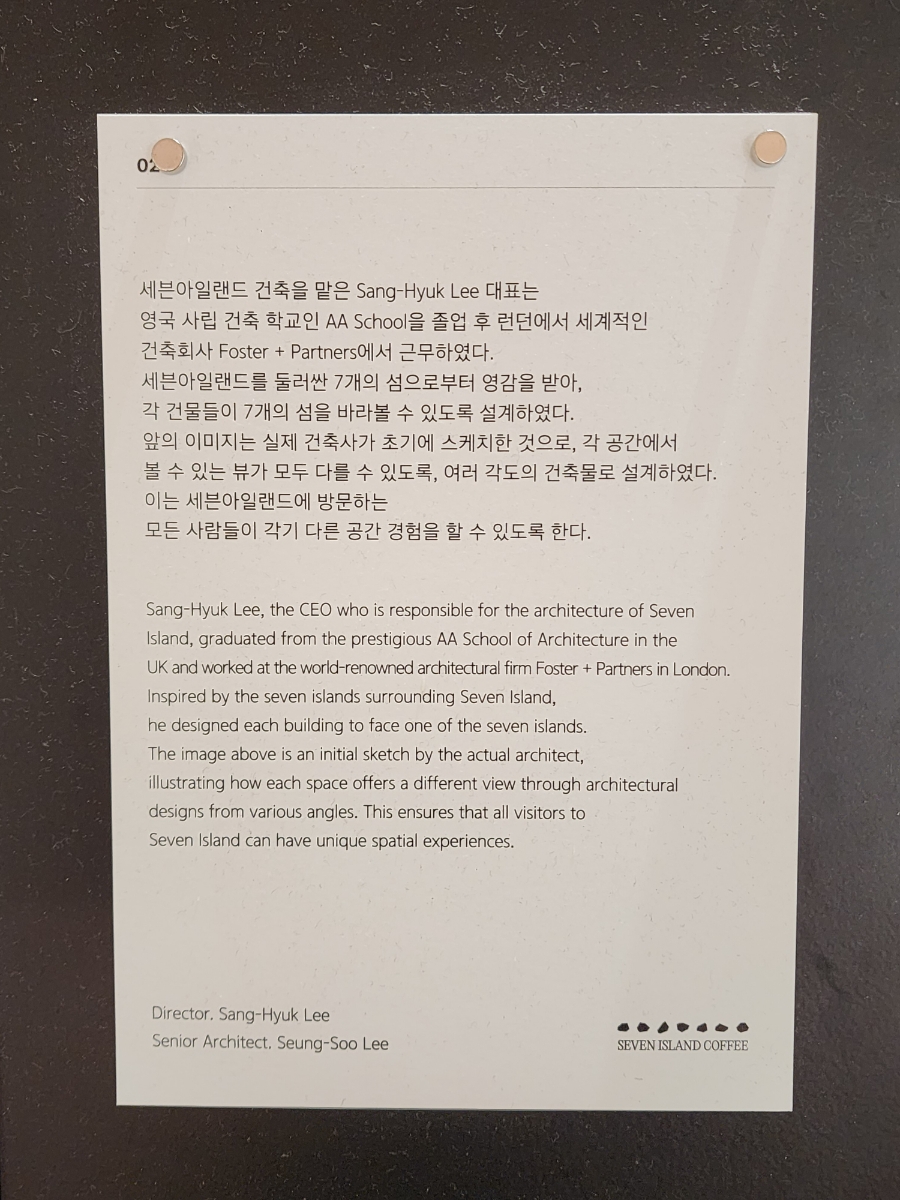 02
세븐아일랜드 건축을 맡은 Sang-Hyuk Lee 대표는
영국 사립 건축 학교인 AA School을 졸업 후 런던에서 세계적인
건축회사 Foster + Partners에서 근무하였다.
세븐아일랜드를 둘러싼 7개의 섬으로부터 영감을 받아,
각 건물들이 7개의 섬을 바라볼 수 있도록 설계하였다.
앞의 이미지는 실제 건축사가 초기에 스케치한 것으로, 각 공간에서
볼 수 있는 뷰가 모두 다를 수 있도록, 여러 각도의 건축물로 설계하였다.
이는 세븐아일랜드에 방문하는
모든 사람들이 각기 다른 공간 경험을 할 수 있도록 한다.
Sang-Hyuk Lee, the CEO who is responsible for the architecture of Seven
Island, graduated from the prestigious AA School of Architecture in the
UK and worked at the world-renowned architectural firm Foster + Partners in London.
Inspired by the seven islands surrounding Seven Island,
he designed each building to face one of the seven islands.
The image above is an initial sketch by the actual architect,
illustrating how each space offers a different view through architectural
designs from various angles. This ensures that all visitors to
Seven Island can have unique spatial experiences.
Director. Sang-Hyuk Lee
Senior Architect. Seung-Soo Lee
SEVEN ISLAND COFFEE